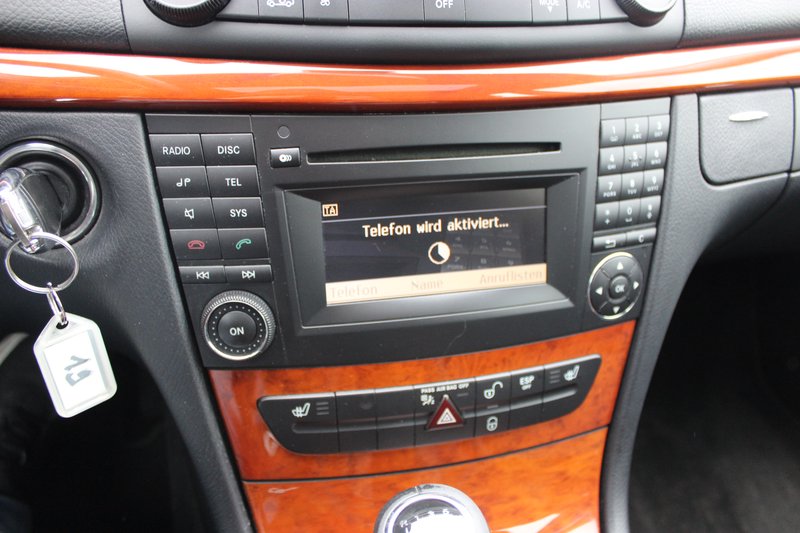 OFF
MODE
A/C
RADIO
DISC
TEL
SYS
ON
TA
Telefon wird aktiviert...
Telefon Name Anruflisten
C
OK
PASS AIR BAG OFF
ESP
OFF